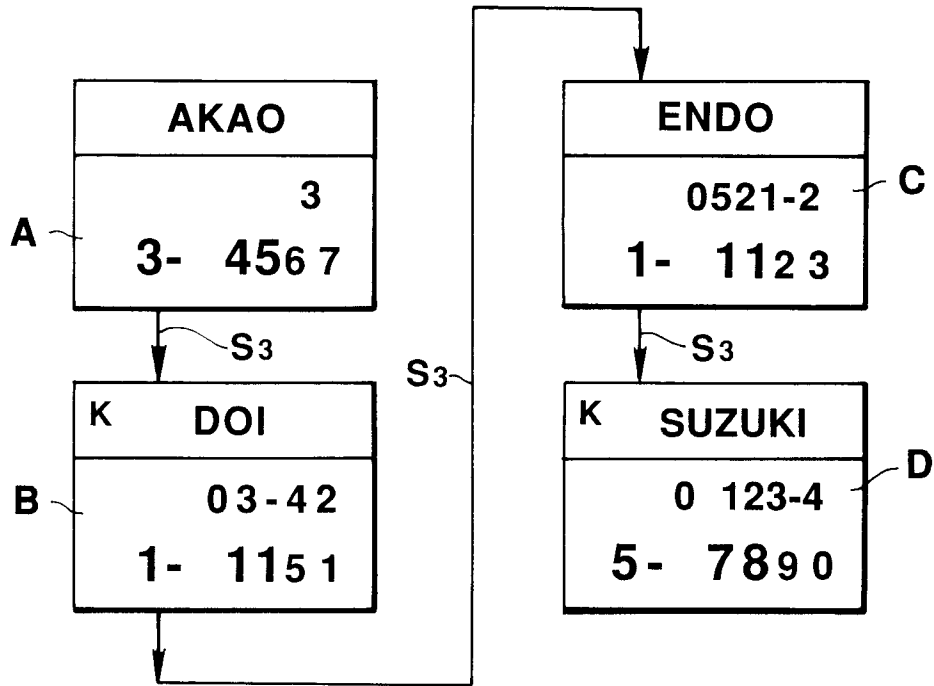 AKAO
3
A
3- 4567
S3
K DOI
03-42
B
1- 1151
S3
ENDO
0521-2
C
1- 1123
S3
K SUZUKI
0 123-4
D
5- 7890